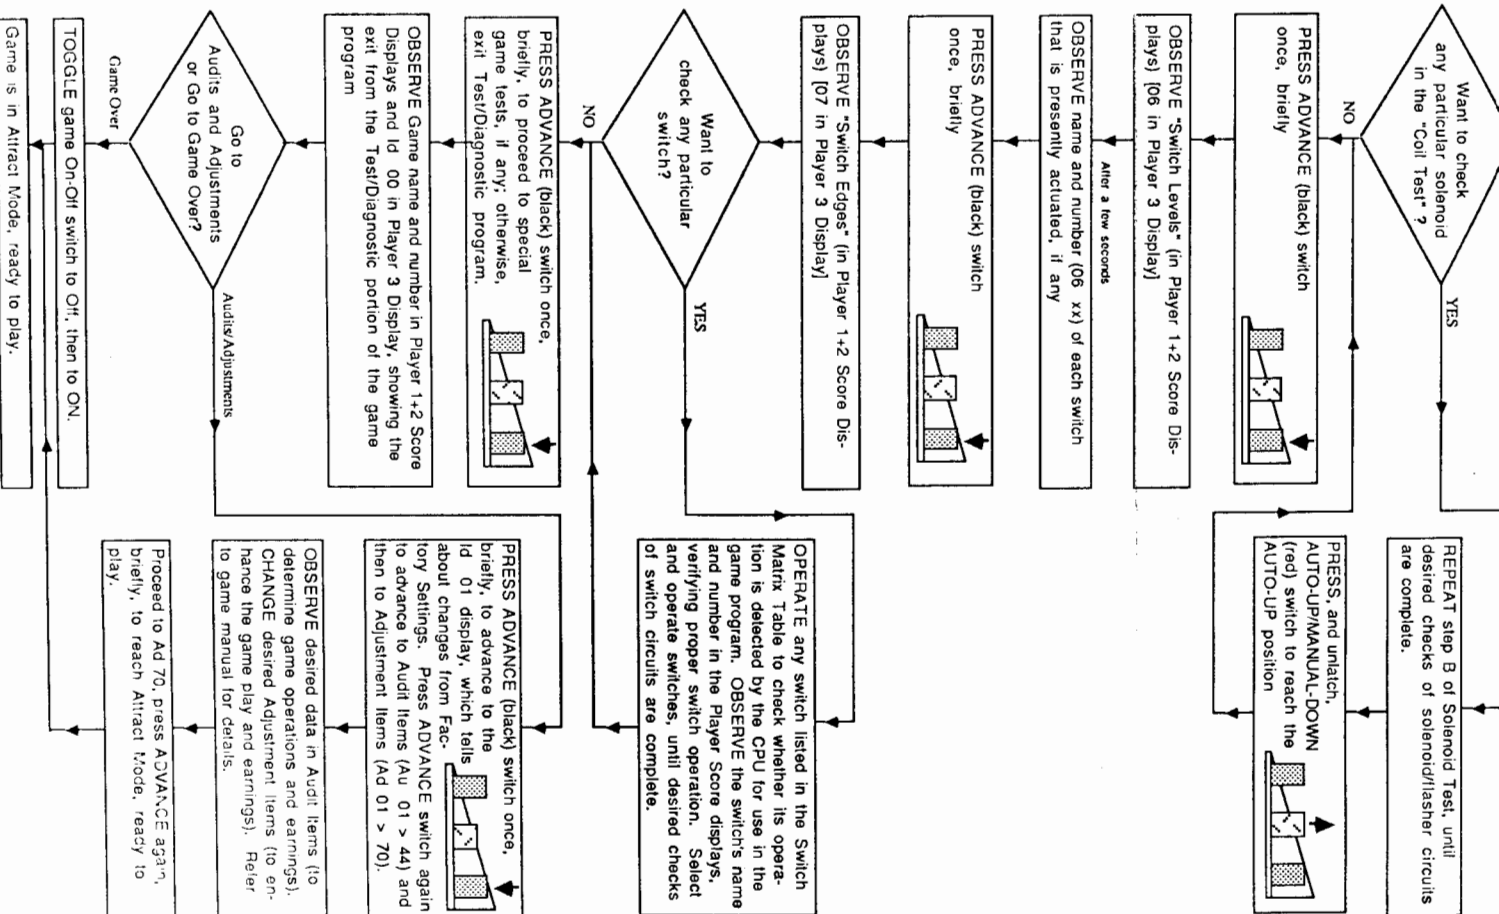 Want to check
any particular solenoid
in the "Coil Test" ?
YES
NO
REPEAT step B of Solenoid Test, until
desired checks of solenoid/flasher circuits
are complete.
PRESS, and unlatch,
AUTO-UP/MANUAL-DOWN
(red) switch to reach the
AUTO-UP position
PRESS ADVANCE (black) switch
once, briefly
OBSERVE "Switch Levels" (in Player 1+2 Score Dis-
plays) [06 in Player 3 Display]
After a few seconds
OBSERVE name and number (06 xx) of each switch
that is presently actuated, if any
PRESS ADVANCE (black) switch
once, briefly
OBSERVE "Switch Edges" (in Player 1+2 Score Dis-
plays) [07 in Player 3 Display]
Want to
check any particular
switch?
YES
NO
OPERATE any switch listed in the Switch
Matrix Table to check whether its opera-
tion is detected by the CPU for use in the
game program. OBSERVE the switch's name
and number in the Player Score displays,
verifying proper switch operation. Select
and operate switches, until desired checks
of switch circuits are complete.
PRESS ADVANCE (black) switch once,
briefly, to proceed to special
game tests, if any; otherwise,
exit Test/Diagnostic program.
OBSERVE Game name and number in Player 1+2 Score
Displays and Id 00 in Player 3 Display, showing the
exit from the Test/Diagnostic portion of the game
program
Go to
Audits and Adjustments
or Go to Game Over?
Audits/Adjustments
Game Over
PRESS ADVANCE (black) switch once,
briefly, to advance to the
Id 01 display, which tells
about changes from Fac-
tory Settings. Press ADVANCE switch again
to advance to Audit Items (Au 01 > 44) and
then to Adjustment Items (Ad 01 > 70).
OBSERVE desired data in Audit Items (to
determine game operations and earnings).
CHANGE desired Adjustment Items (to en-
hance the game play and earnings). Refer
to game manual for details.
Proceed to Ad 70, press ADVANCE again,
briefly, to reach Attract Mode, ready to
play.
TOGGLE game On-Off switch to Off, then to ON.
Game is in Attract Mode, ready to play.